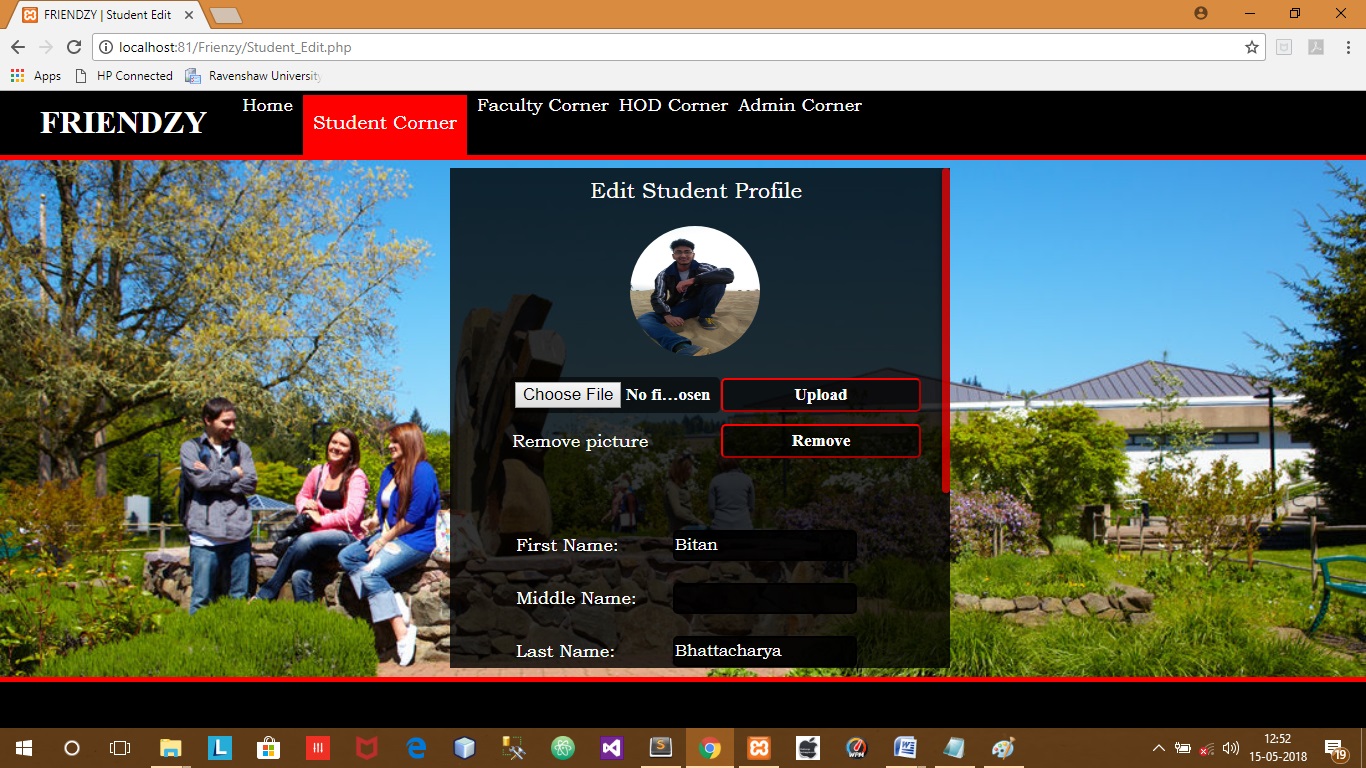 FRIENDZY | Student Edit
localhost:81/Frienzy/Student_Edit.php
Apps HP Connected Ravenshaw University
FRIENDZY Home Student Corner Faculty Corner HOD Corner Admin Corner
Edit Student Profile
Choose File No fi...osen Upload
Remove picture Remove
First Name: Bitan
Middle Name:
Last Name: Bhattacharya
L S W WPM
12:52
15-05-2018
19